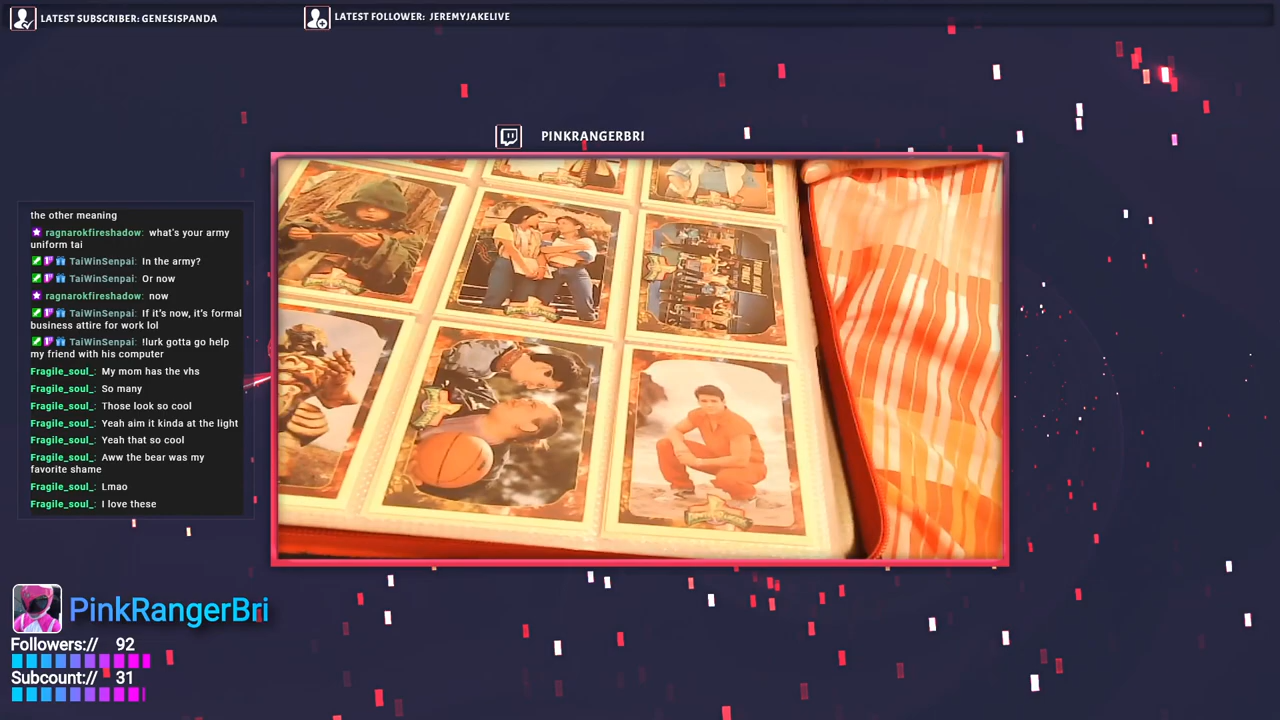 LATEST SUBSCRIBER: GENESISPANDA
LATEST FOLLOWER: JEREMYJAKELIVE
PINKRANGERBRI
the other meaning
ragnarokfireshadow: what's your army
uniform tai
TaiWinSenpai: In the army?
TaiWinSenpai: Or now
ragnarokfireshadow: now
TaiWinSenpai: If it's now, it's formal
business attire for work lol
TaiWinSenpai: !lurk gotta go help
my friend with his computer
Fragile_soul_: My mom has the vhs
Fragile_soul_: So many
Fragile_soul_: Those look so cool
Fragile_soul_: Yeah aim it kinda at the light
Fragile_soul_: Yeah that so cool
Fragile_soul_: Aww the bear was my
favorite shame
Fragile_soul_: Lmao
Fragile_soul_: I love these
PinkRangerBri
Followers:// 92
Subcount:// 31